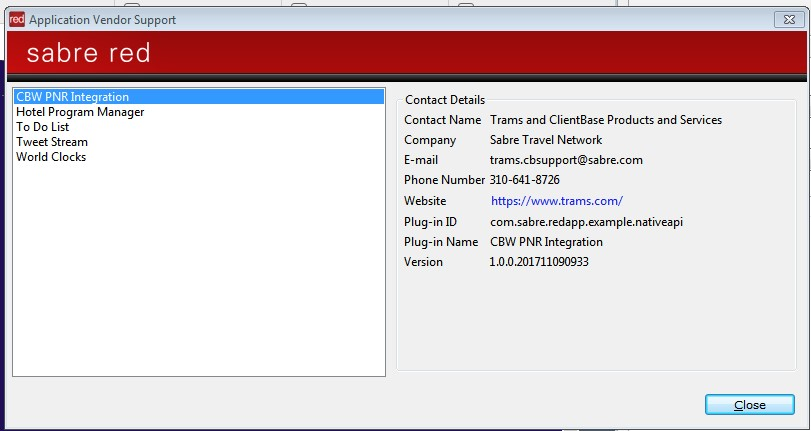 red Application Vendor Support
sabre red
CBW PNR Integration
Hotel Program Manager
To Do List
Tweet Stream
World Clocks
Contact Details
Contact Name Trams and ClientBase Products and Services
Company Sabre Travel Network
E-mail trams.cbsupport@sabre.com
Phone Number 310-641-8726
Website https://www.trams.com/
Plug-in ID com.sabre.redapp.example.nativeapi
Plug-in Name CBW PNR Integration
Version 1.0.0.201711090933
Close